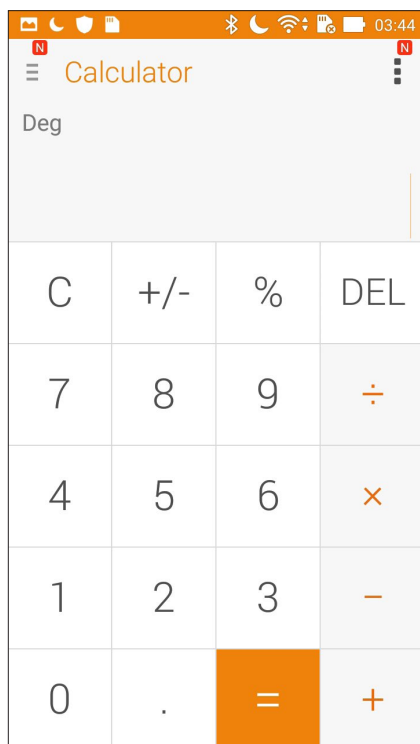 03:44
N N
Calculator
Deg
C +/- % DEL
7 8 9 ÷
4 5 6 ×
1 2 3 −
0 . = +